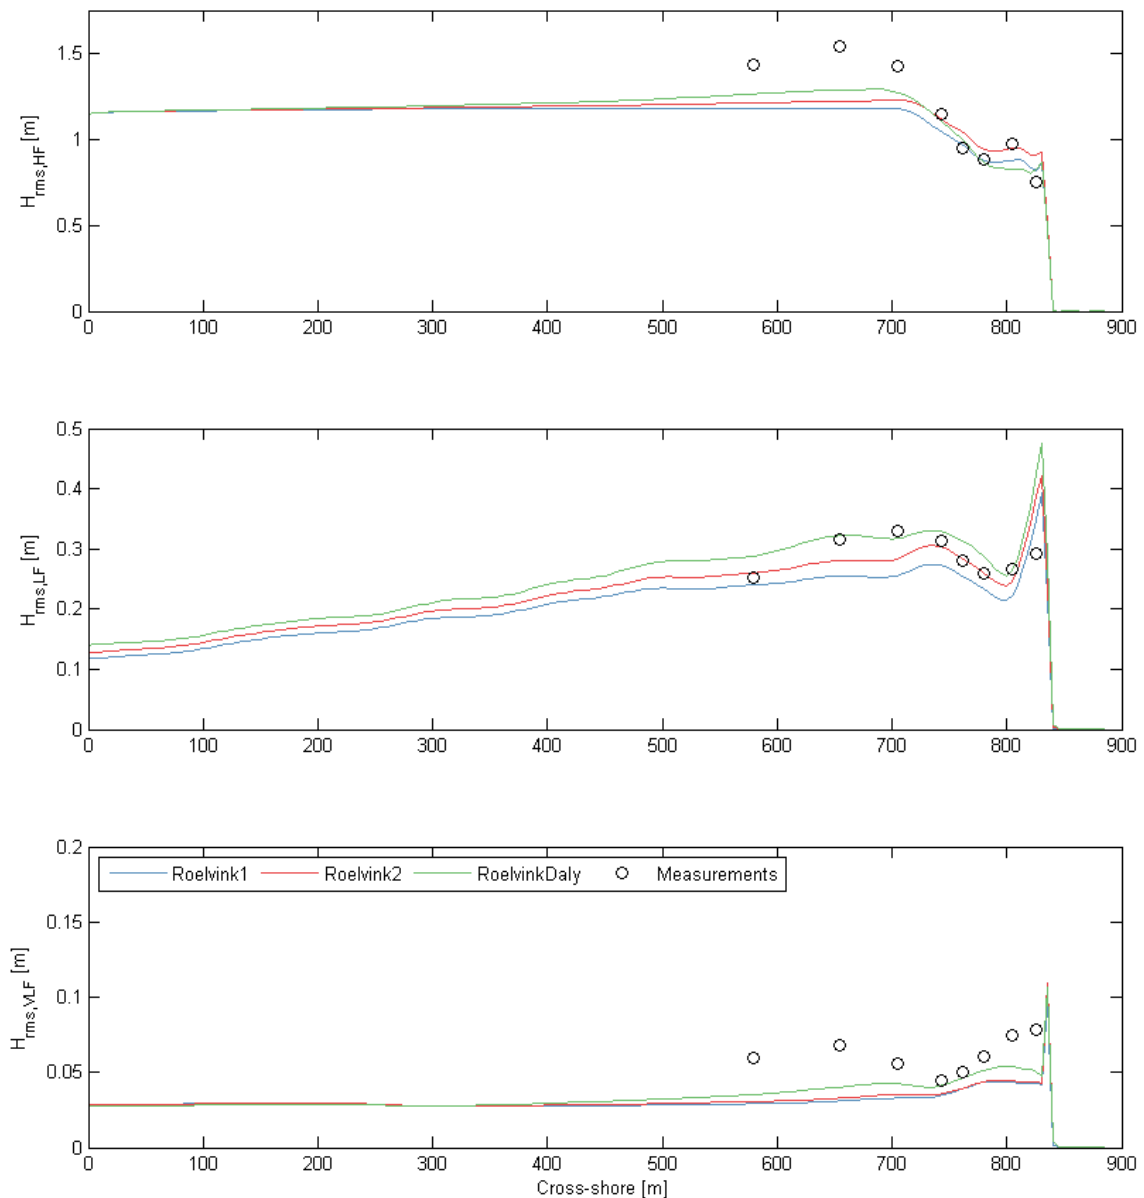 H_rms,HF [m]
1.5
1
0.5
0
0 100 200 300 400 500 600 700 800 900
H_rms,LF [m]
0.5
0.4
0.3
0.2
0.1
0
0 100 200 300 400 500 600 700 800 900
H_rms,VLF [m]
0.2
Roelvink1 Roelvink2 RoelvinkDaly Measurements
0.15
0.1
0.05
0
0 100 200 300 400 500 600 700 800 900
Cross-shore [m]